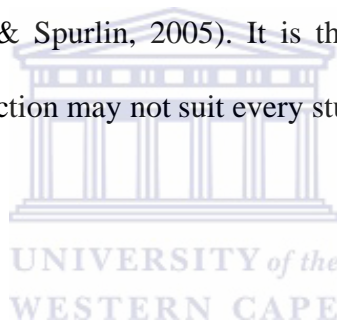 & Spurlin, 2005). It is th
ction may not suit every stu
UNIVERSITY of the
WESTERN CAPE